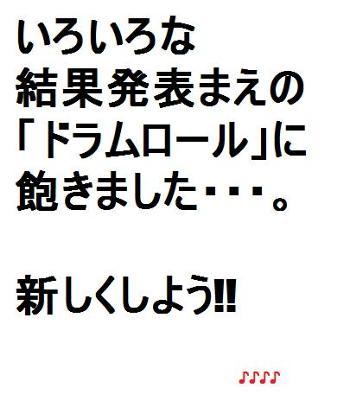 いろいろな
結果発表まえの
「ドラムロール」に
飽きました・・・。
新しくしよう!!
♪♪♪♪